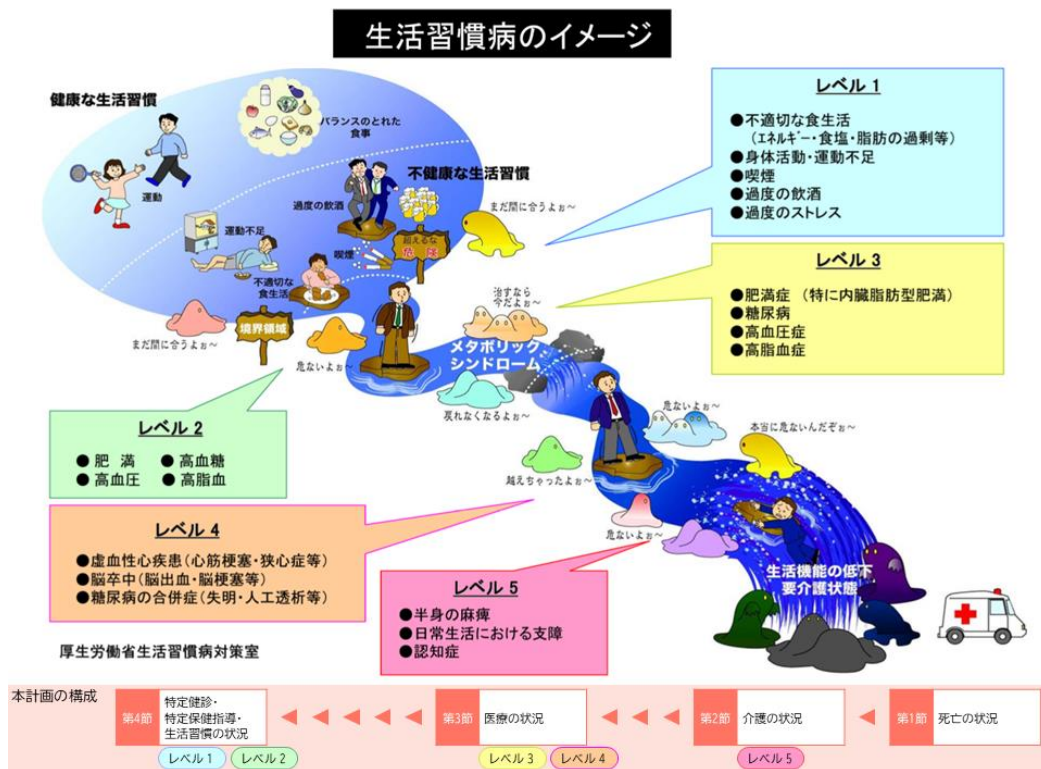 生活習慣病のイメージ
健康な生活習慣
バランスのとれた
食事
運動
不健康な生活習慣
過度の飲酒
まだ間に合うよぉ～
運動不足
喫煙
超えるな
危険
不適切な
食生活
境界領域
まだ間に合うよぉ～
危ないよぉ～
治すなら
今だよぉ～
メタボリック
シンドローム
戻れなくなるよぉ～
危ないよぉ～
本当に危ないんだぞぉ～
越えちゃったよぉ～
危ないよぉ～
生活機能の低下
要介護状態
レベル 1
●不適切な食生活
（エネルギー・食塩・脂肪の過剰等）
●身体活動・運動不足
●喫煙
●過度の飲酒
●過度のストレス
レベル 3
●肥満症 （特に内臓脂肪型肥満）
●糖尿病
●高血圧症
●高脂血症
レベル 2
● 肥 満 ● 高血糖
● 高血圧 ● 高脂血
レベル 4
●虚血性心疾患(心筋梗塞・狭心症等)
●脳卒中(脳出血・脳梗塞等)
●糖尿病の合併症(失明・人工透析等)
レベル 5
●半身の麻痺
●日常生活における支障
●認知症
厚生労働省生活習慣病対策室
本計画の構成
第4節
特定健診・
特定保健指導・
生活習慣の状況
第3節 医療の状況
第2節 介護の状況
第1節 死亡の状況
レベル 1 レベル 2 レベル 3 レベル 4 レベル 5